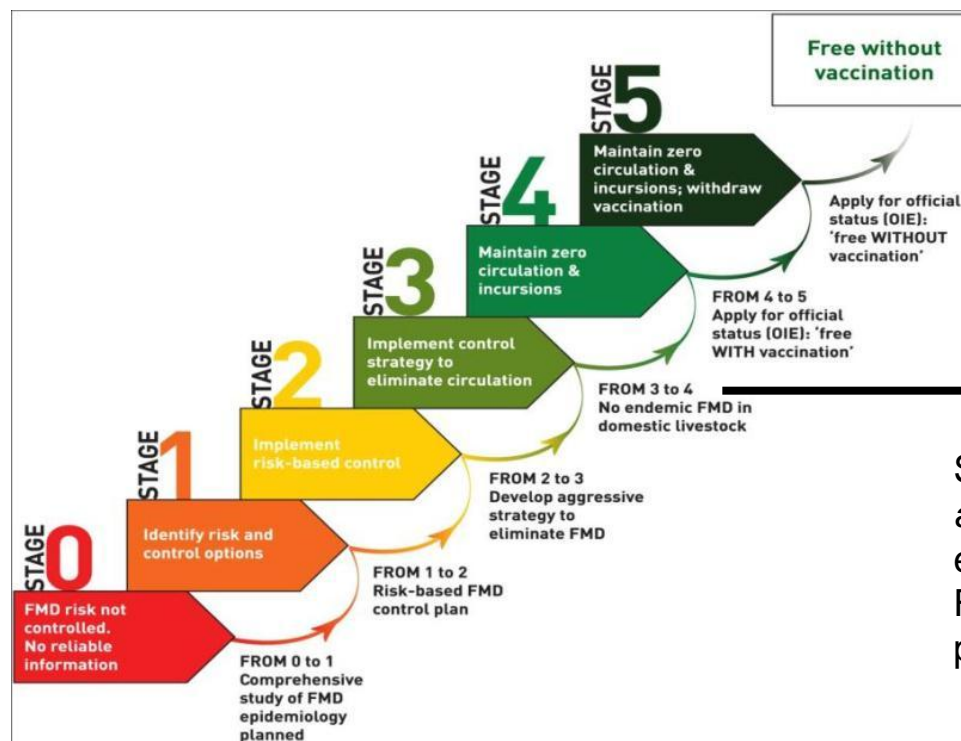 Free without
vaccination
STAGE 5
Maintain zero
circulation &
incursions; withdraw
vaccination
Apply for official
status (OIE):
‘free WITHOUT
vaccination’
STAGE 4
Maintain zero
circulation &
incursions
FROM 4 to 5
Apply for official
status (OIE): ‘free
WITH vaccination’
STAGE 3
Implement control
strategy to
eliminate circulation
FROM 3 to 4
No endemic FMD in
domestic livestock
STAGE 2
Implement
risk-based control
FROM 2 to 3
Develop aggressive
strategy to
eliminate FMD
STAGE 1
Identify risk and
control options
FROM 1 to 2
Risk-based FMD
control plan
STAGE 0
FMD risk not
controlled.
No reliable
information
FROM 0 to 1
Comprehensive
study of FMD
epidemiology
planned